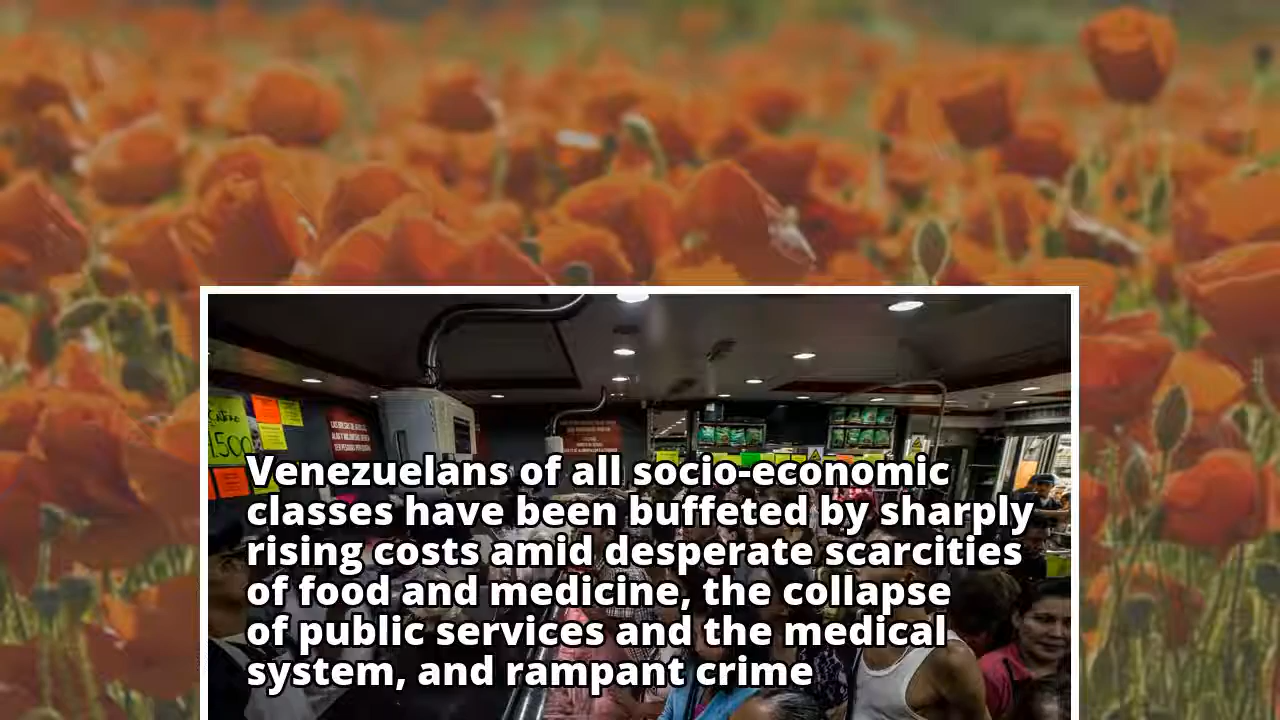 1500
Venezuelans of all socio-economic
classes have been buffeted by sharply
rising costs amid desperate scarcities
of food and medicine, the collapse
of public services and the medical
system, and rampant crime